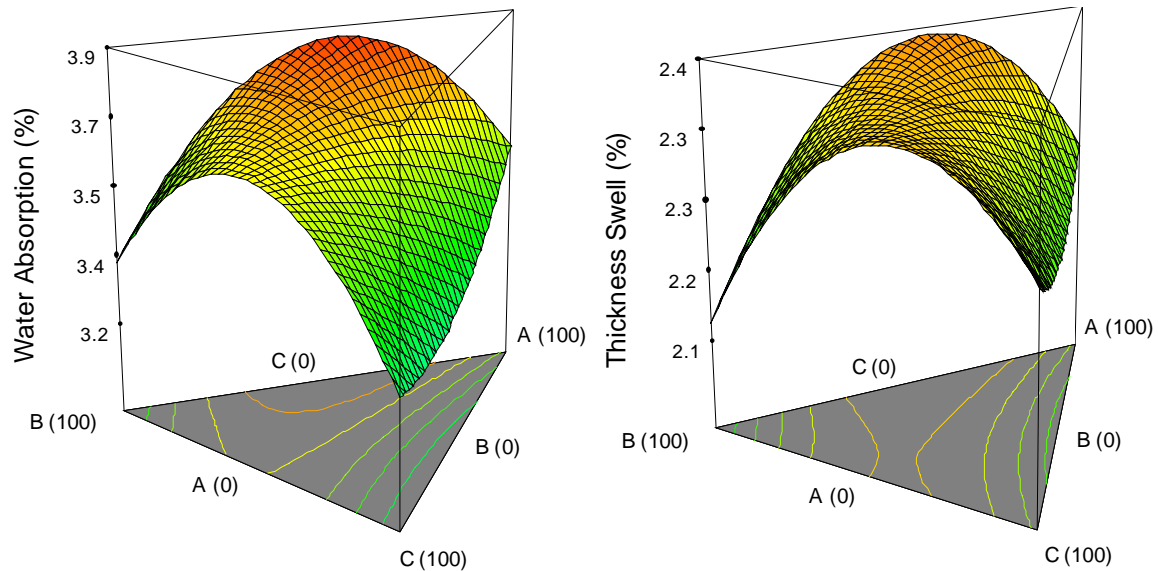 Water Absorption (%)
3.9
3.7
3.5
3.4
3.2
A (100)
C (0)
B (100)
B (0)
A (0)
C (100)
Thickness Swell (%)
2.4
2.3
2.3
2.2
2.1
A (100)
C (0)
B (100)
B (0)
A (0)
C (100)